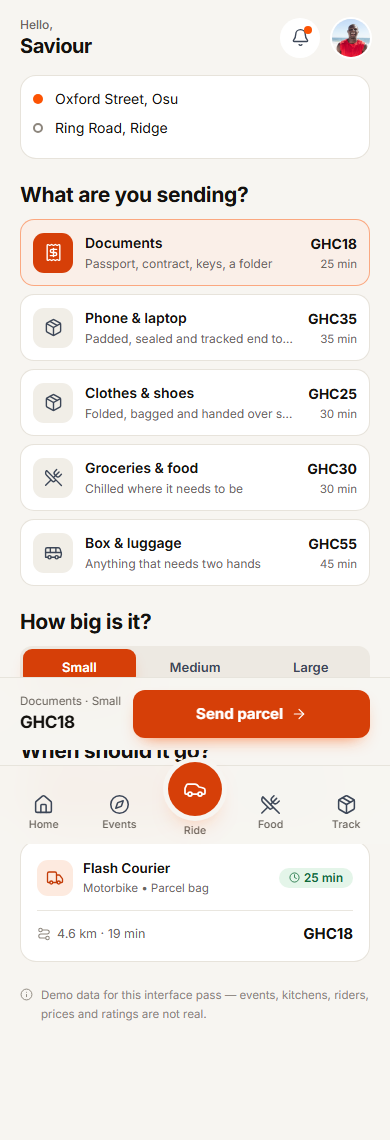 Hello,
Saviour
Oxford Street, Osu
Ring Road, Ridge
What are you sending?
Documents
GHC18
Passport, contract, keys, a folder
25 min
Phone & laptop
GHC35
Padded, sealed and tracked end to...
35 min
Clothes & shoes
GHC25
Folded, bagged and handed over s...
30 min
Groceries & food
GHC30
Chilled where it needs to be
30 min
Box & luggage
GHC55
Anything that needs two hands
45 min
How big is it?
Small
Medium
Large
Documents · Small
GHC18
Send parcel →
When should it go?
Home
Events
Ride
Food
Track
Flash Courier
Motorbike • Parcel bag
25 min
4.6 km · 19 min
GHC18
Demo data for this interface pass — events, kitchens, riders,
prices and ratings are not real.